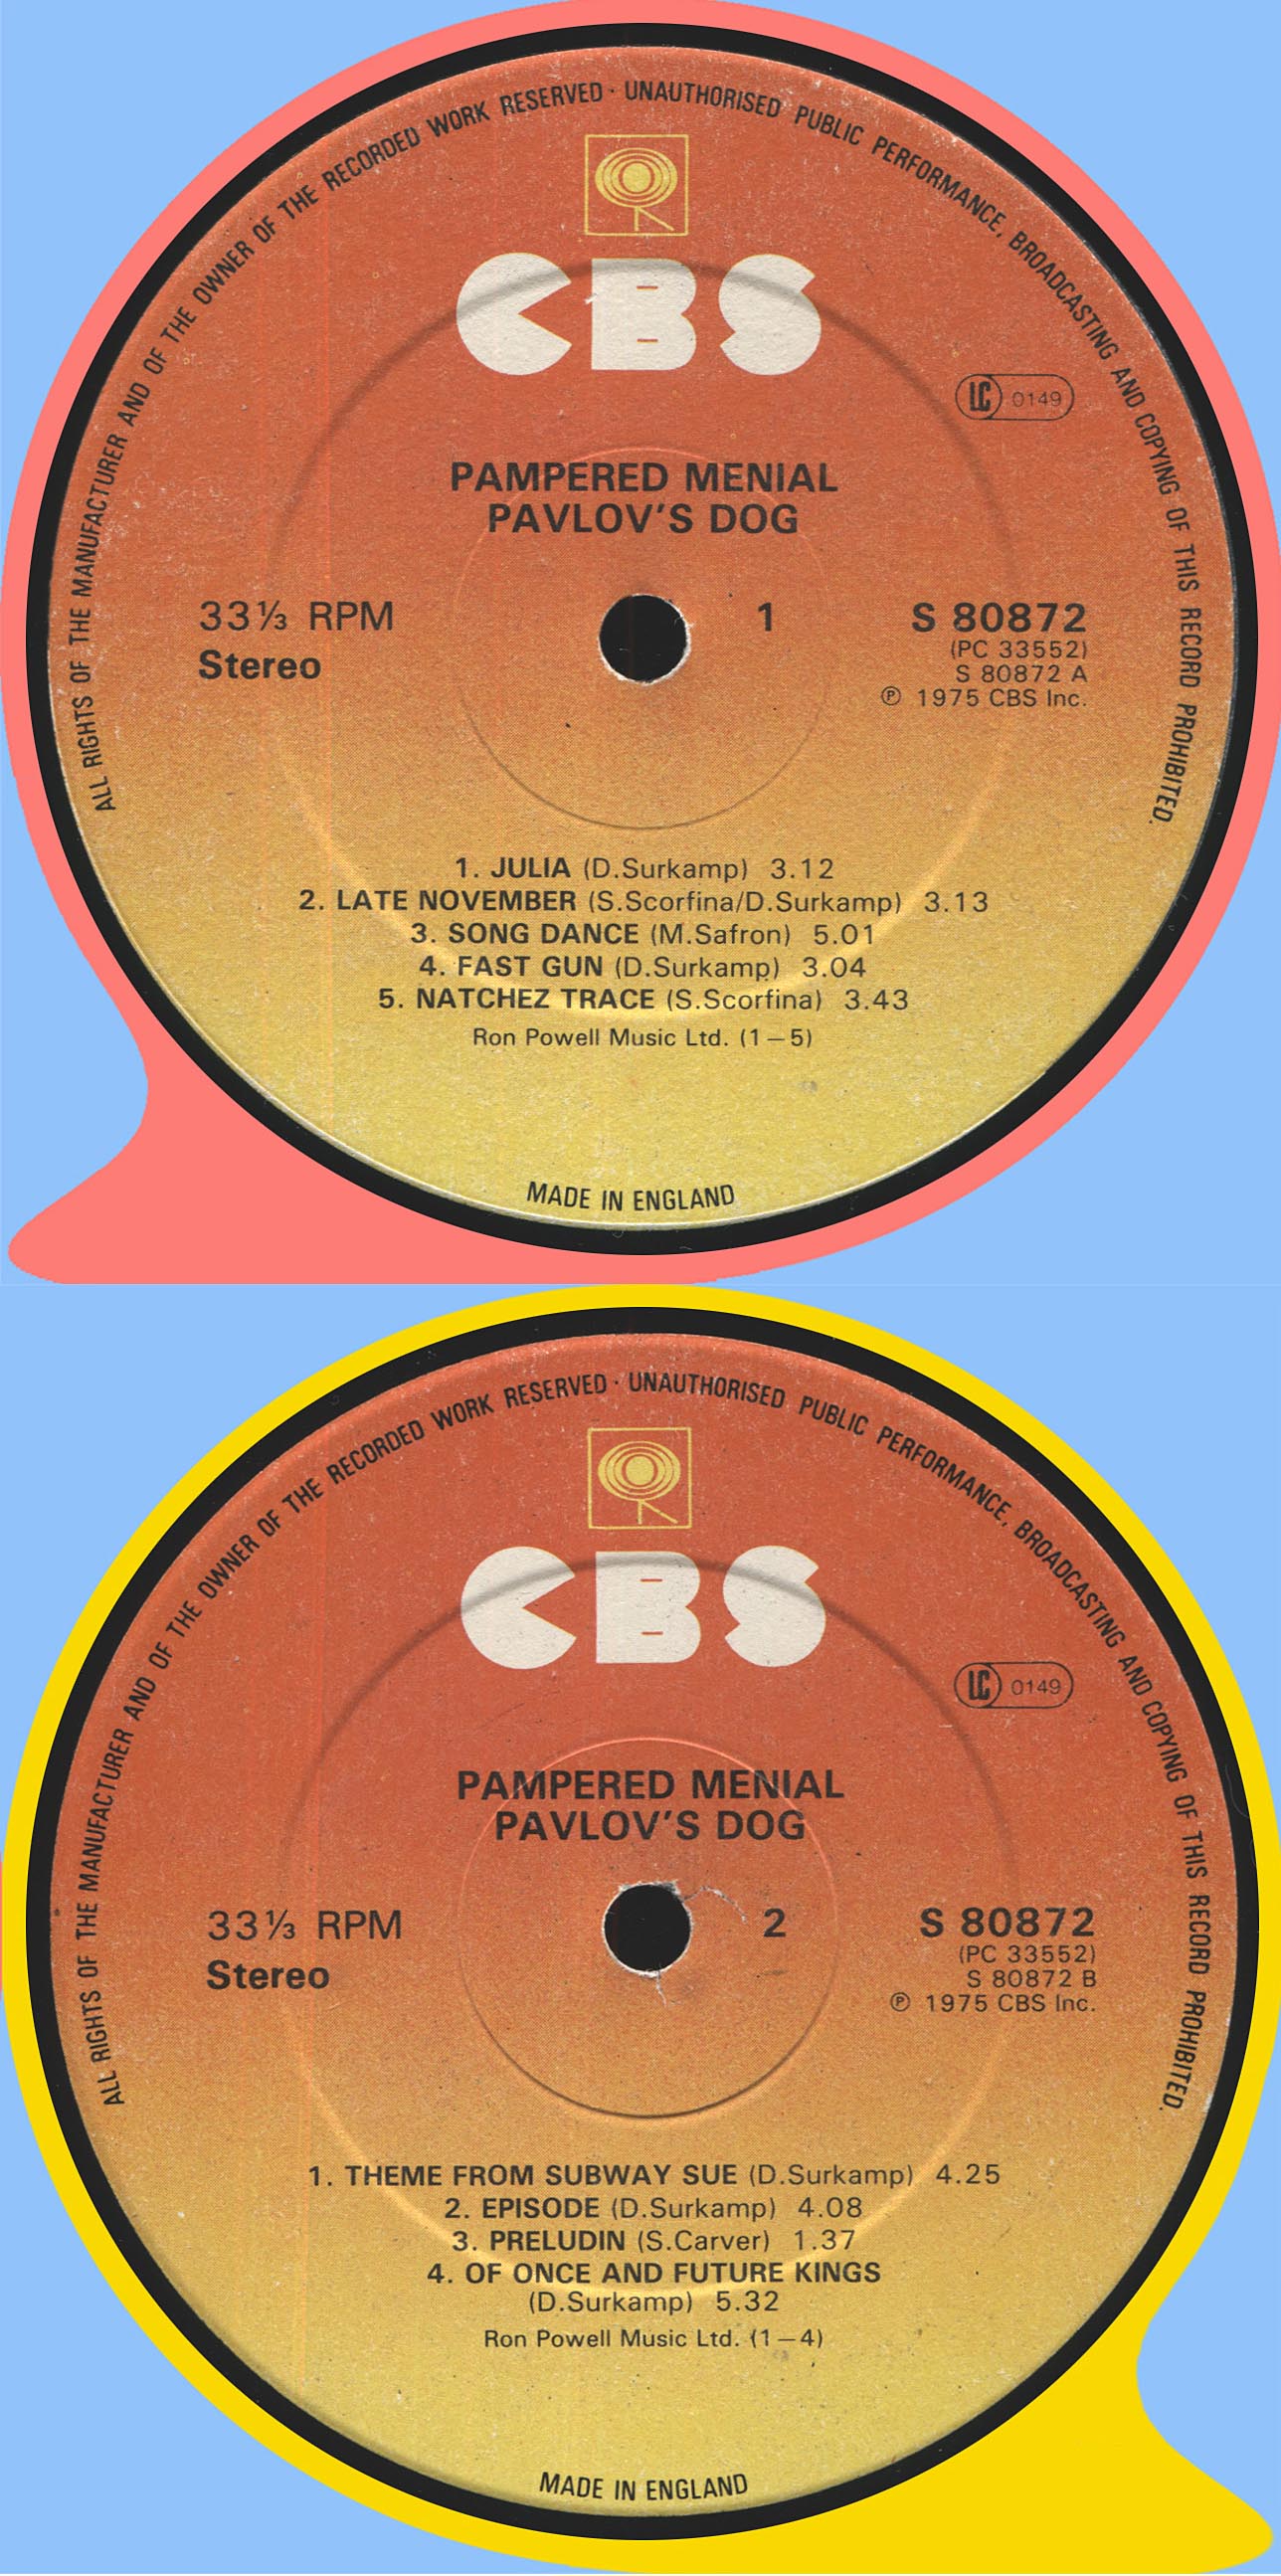 ALL RIGHTS OF THE MANUFACTURER AND OF THE OWNER OF THE RECORDED WORK RESERVED · UNAUTHORISED PUBLIC PERFORMANCE, BROADCASTING AND COPYING OF THIS RECORD PROHIBITED.
CBS
LC 0149
PAMPERED MENIAL
PAVLOV'S DOG
33⅓ RPM 1 S 80872
Stereo (PC 33552)
S 80872 A
℗ 1975 CBS Inc.
1. JULIA (D.Surkamp) 3.12
2. LATE NOVEMBER (S.Scorfina/D.Surkamp) 3.13
3. SONG DANCE (M.Safron) 5.01
4. FAST GUN (D.Surkamp) 3.04
5. NATCHEZ TRACE (S.Scorfina) 3.43
Ron Powell Music Ltd. (1–5)
MADE IN ENGLAND
ALL RIGHTS OF THE MANUFACTURER AND OF THE OWNER OF THE RECORDED WORK RESERVED · UNAUTHORISED PUBLIC PERFORMANCE, BROADCASTING AND COPYING OF THIS RECORD PROHIBITED.
CBS
LC 0149
PAMPERED MENIAL
PAVLOV'S DOG
33⅓ RPM 2 S 80872
Stereo (PC 33552)
S 80872 B
℗ 1975 CBS Inc.
1. THEME FROM SUBWAY SUE (D.Surkamp) 4.25
2. EPISODE (D.Surkamp) 4.08
3. PRELUDIN (S.Carver) 1.37
4. OF ONCE AND FUTURE KINGS
(D.Surkamp) 5.32
Ron Powell Music Ltd. (1–4)
MADE IN ENGLAND